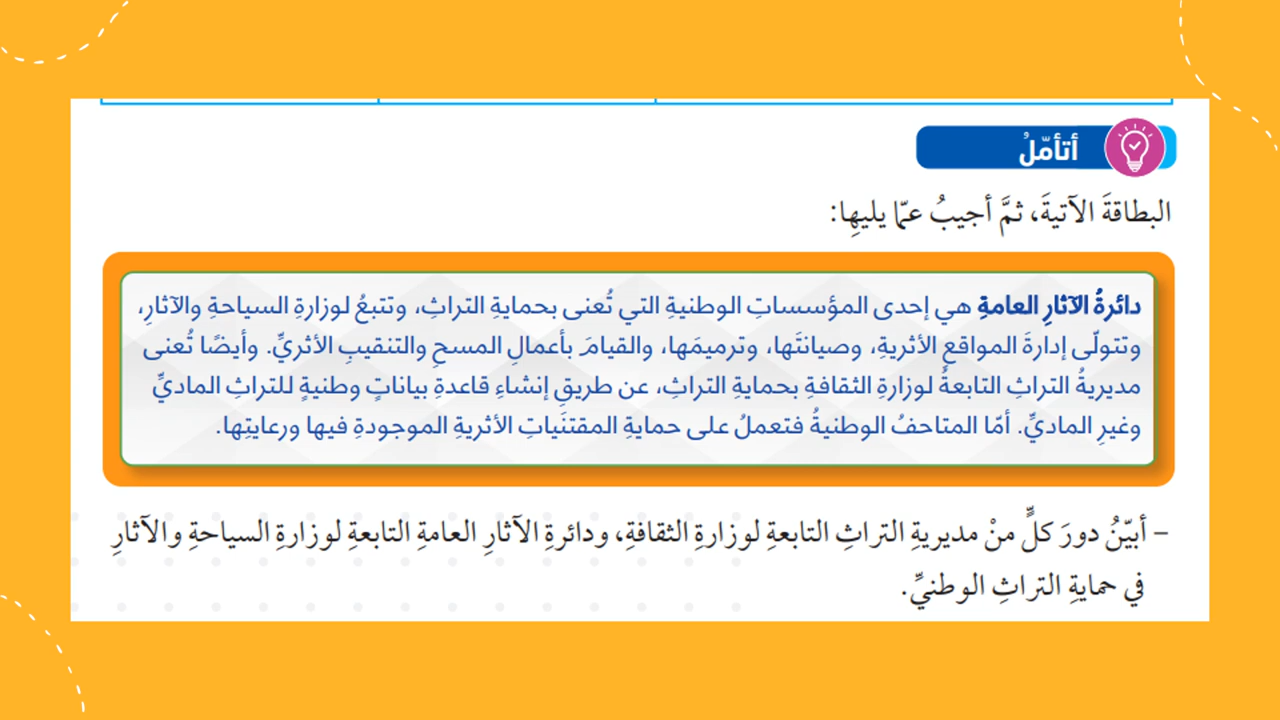 أتأمّلُ
البطاقةَ الآتيةَ، ثمَّ أجيبُ عمّا يليهِا:
دائرةُ الآثارِ العامةِ هي إحدى المؤسساتِ الوطنيةِ التي تُعنى بحمايةِ التراثِ، وتتبعُ لوزارةِ السياحةِ والآثارِ،
وتتولّى إدارةَ المواقعِ الأثريةِ، وصيانتَها، وترميمَها، والقيامَ بأعمالِ المسحِ والتنقيبِ الأثريِّ. وأيضًا تُعنى
مديريةُ التراثِ التابعةُ لوزارةِ الثقافةِ بحمايةِ التراثِ، عن طريقِ إنشاءِ قاعدةِ بياناتٍ وطنيةٍ للتراثِ الماديِّ
وغيرِ الماديِّ. أمّا المتاحفُ الوطنيةُ فتعملُ على حمايةِ المقتنَياتِ الأثريةِ الموجودةِ فيها ورعايتِها.
– أبيّنُ دورَ كلٍّ منْ مديريةِ التراثِ التابعةِ لوزارةِ الثقافةِ، ودائرةِ الآثارِ العامةِ التابعةِ لوزارةِ السياحةِ والآثارِ
في حمايةِ التراثِ الوطنيِّ.